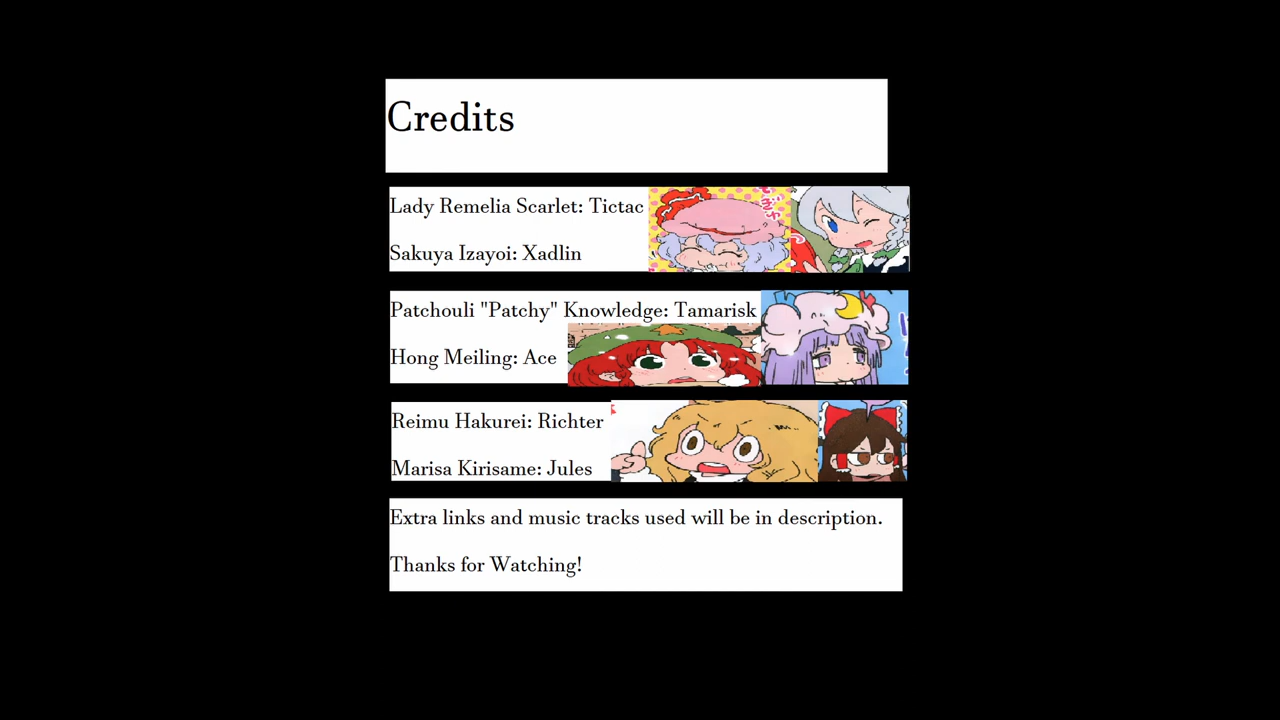 Credits
Lady Remelia Scarlet: Tictac
Sakuya Izayoi: Xadlin
Patchouli "Patchy" Knowledge: Tamarisk
Hong Meiling: Ace
Reimu Hakurei: Richter
Marisa Kirisame: Jules
Extra links and music tracks used will be in description.
Thanks for Watching!